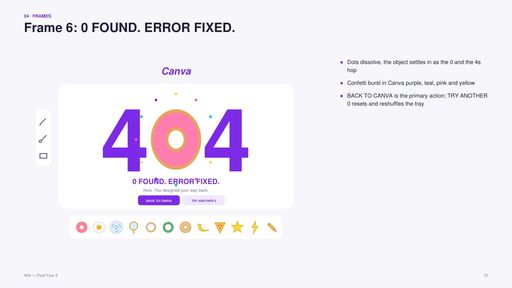 04 · FRAMES
Frame 6: 0 FOUND. ERROR FIXED.
Canva
4 4
0 FOUND. ERROR FIXED.
Nice. You designed your way back.
BACK TO CANVA
TRY ANOTHER 0
Dots dissolve, the object settles in as the 0 and the 4s
hop
Confetti burst in Canva purple, teal, pink and yellow
BACK TO CANVA is the primary action; TRY ANOTHER
0 resets and reshuffles the tray
404 — Find Your 0